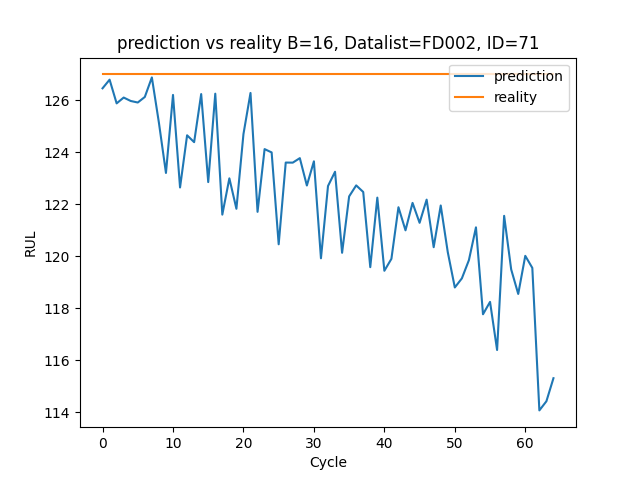 prediction vs reality B=16, Datalist=FD002, ID=71
prediction
reality
126
124
122
120
118
116
114
RUL
0 10 20 30 40 50 60
Cycle